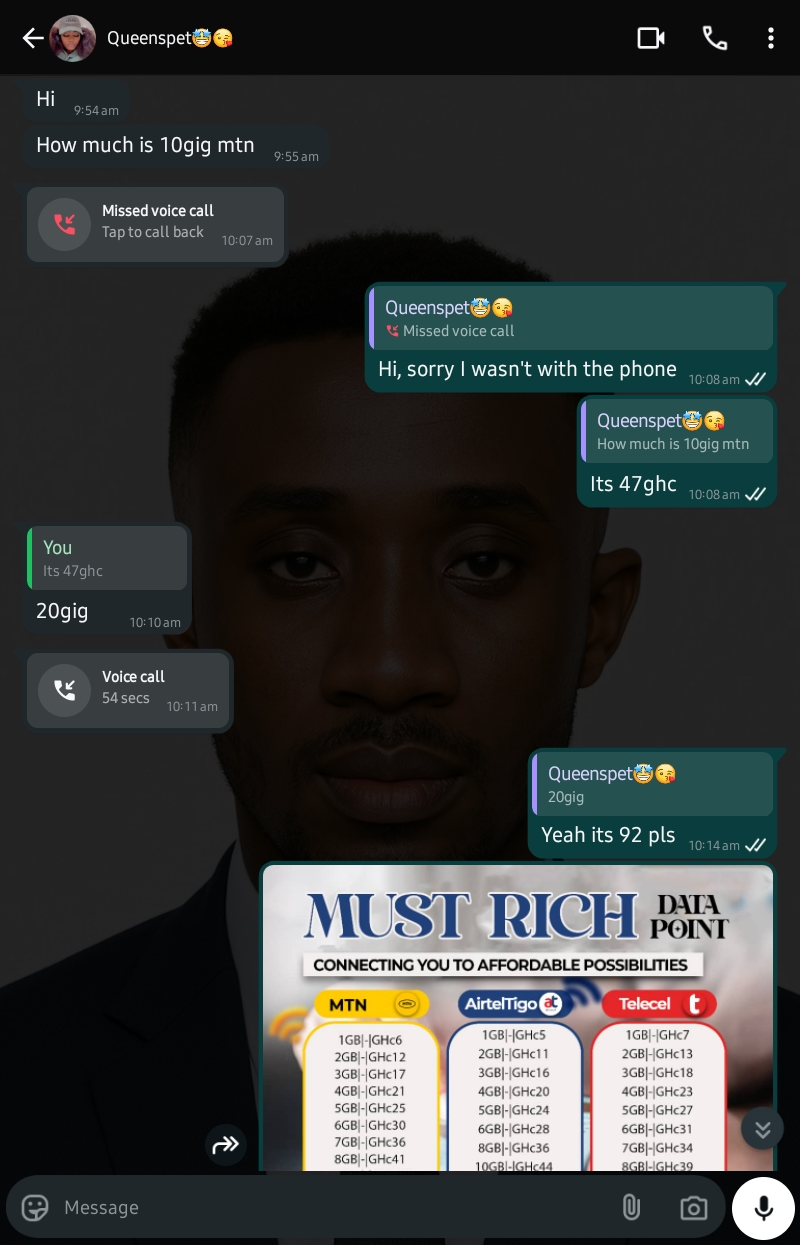 Queenspet🤩😘
Hi 9:54 am
How much is 10gig mtn 9:55 am
Missed voice call
Tap to call back 10:07 am
Queenspet🤩😘
Missed voice call
Hi, sorry I wasn't with the phone 10:08 am
Queenspet🤩😘
How much is 10gig mtn
Its 47ghc 10:08 am
You
Its 47ghc
20gig 10:10 am
Voice call
54 secs 10:11 am
Queenspet🤩😘
20gig
Yeah its 92 pls 10:14 am
MUST RICH DATA
POINT
CONNECTING YOU TO AFFORDABLE POSSIBILITIES
MTN
1GB|-|GHc6
2GB|-|GHc12
3GB|-|GHc17
4GB|-|GHc21
5GB|-|GHc25
6GB|-|GHc30
7GB|-|GHc36
8GB|-|GHc41
AirtelTigo at
1GB|-|GHc5
2GB|-|GHc11
3GB|-|GHc16
4GB|-|GHc20
5GB|-|GHc24
6GB|-|GHc28
8GB|-|GHc36
10GB|-|GHc44
Telecel t
1GB|-|GHc7
2GB|-|GHc13
3GB|-|GHc18
4GB|-|GHc23
5GB|-|GHc27
6GB|-|GHc31
7GB|-|GHc34
8GB|-|GHc39
Message